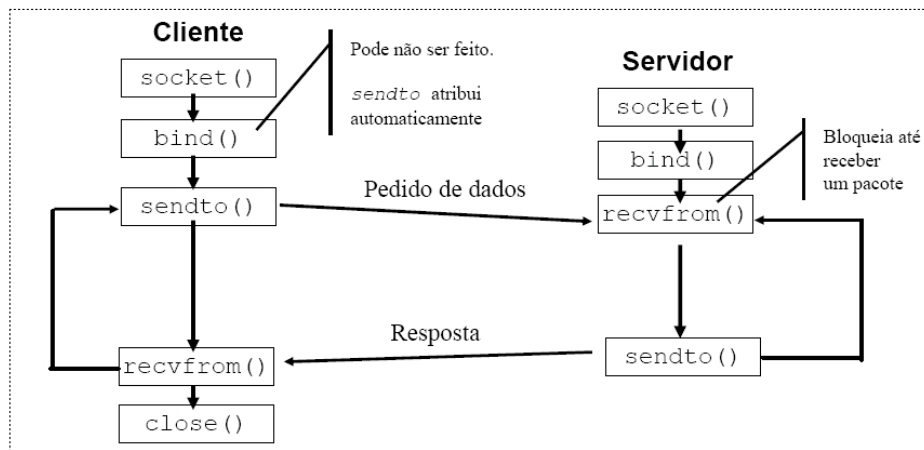 Cliente
socket()
bind()
sendto()
recvfrom()
close()
Pode não ser feito.
sendto atribui
automaticamente
Pedido de dados
Resposta
Servidor
socket()
bind()
recvfrom()
sendto()
Bloqueia até
receber
um pacote